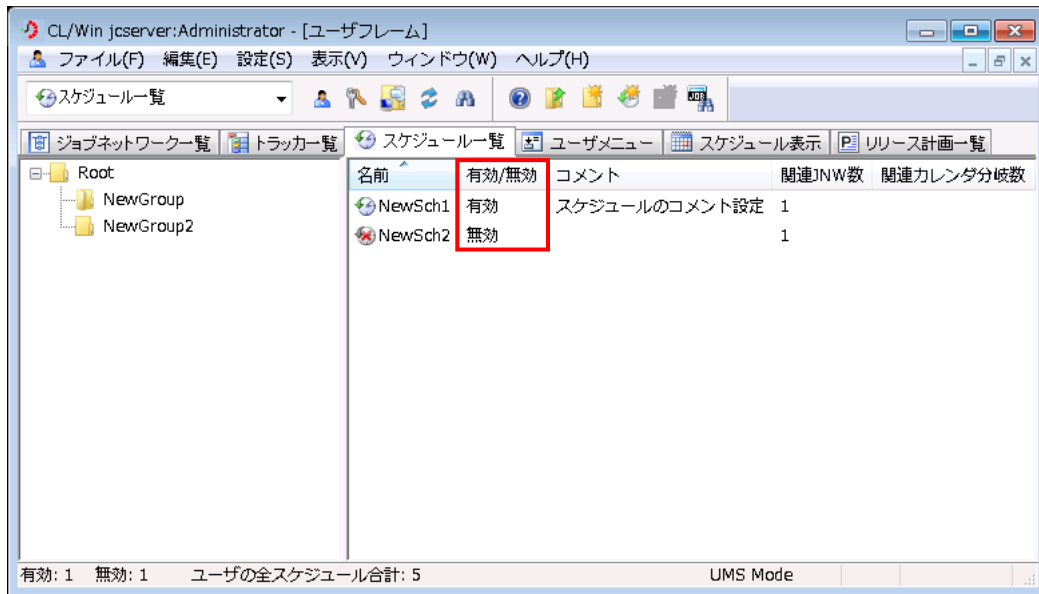 CL/Win jcserver:Administrator - [ユーザフレーム]
ファイル(F) 編集(E) 設定(S) 表示(V) ウィンドウ(W) ヘルプ(H)
スケジュール一覧
JOB
ジョブネットワーク一覧 トラッカ一覧 スケジュール一覧 ユーザメニュー スケジュール表示 リリース計画一覧
Root
NewGroup
NewGroup2
名前 有効/無効 コメント 関連JNW数 関連カレンダ分岐数
NewSch1 有効 スケジュールのコメント設定 1
NewSch2 無効 1
有効: 1 無効: 1 ユーザの全スケジュール合計: 5 UMS Mode